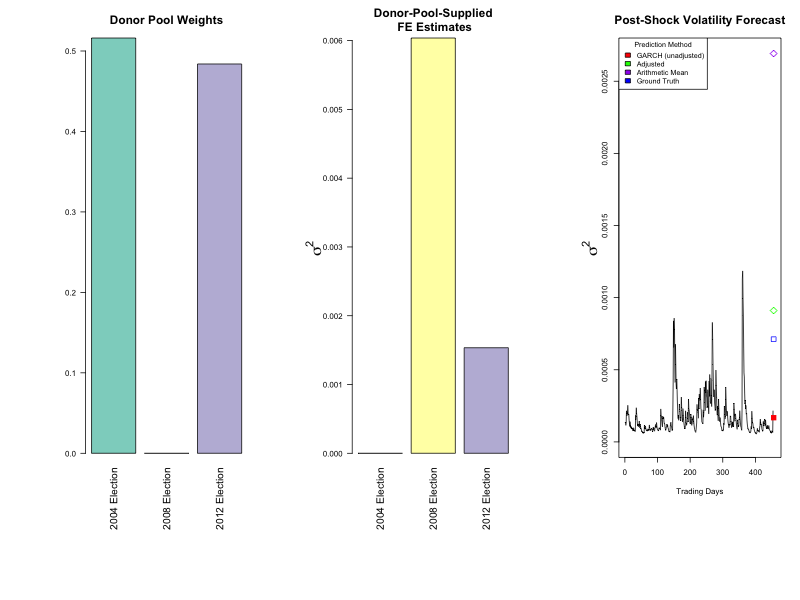 Donor Pool Weights
0.5
0.4
0.3
0.2
0.1
0.0
2004 Election
2008 Election
2012 Election
Donor-Pool-Supplied
FE Estimates
σ²
0.006
0.005
0.004
0.003
0.002
0.001
0.000
2004 Election
2008 Election
2012 Election
Post-Shock Volatility Forecast
σ²
0.0025
0.0020
0.0015
0.0010
0.0005
0.0000
Prediction Method
GARCH (unadjusted)
Adjusted
Arithmetic Mean
Ground Truth
0
100
200
300
400
Trading Days